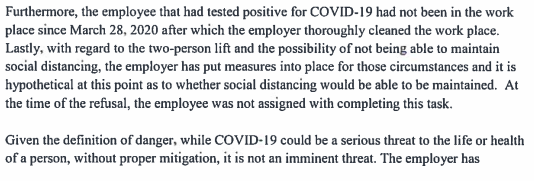 Furthermore, the employee that had tested positive for COVID-19 had not been in the work
place since March 28, 2020 after which the employer thoroughly cleaned the work place.
Lastly, with regard to the two-person lift and the possibility of not being able to maintain
social distancing, the employer has put measures into place for those circumstances and it is
hypothetical at this point as to whether social distancing would be able to be maintained. At
the time of the refusal, the employee was not assigned with completing this task.
Given the definition of danger, while COVID-19 could be a serious threat to the life or health
of a person, without proper mitigation, it is not an imminent threat. The employer has